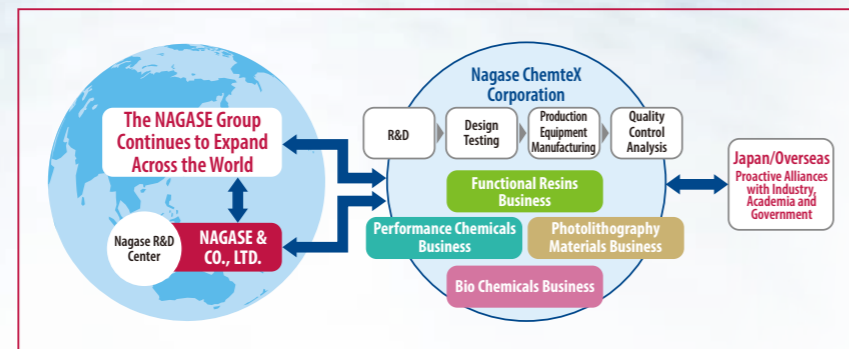 The NAGASE Group
Continues to Expand
Across the World
Nagase R&D
Center
NAGASE &
CO., LTD.
Nagase ChemteX
Corporation
R&D
Design
Testing
Production
Equipment
Manufacturing
Quality
Control
Analysis
Functional Resins
Business
Performance Chemicals
Business
Photolithography
Materials Business
Bio Chemicals Business
Japan/Overseas
Proactive Alliances
with Industry,
Academia and
Government